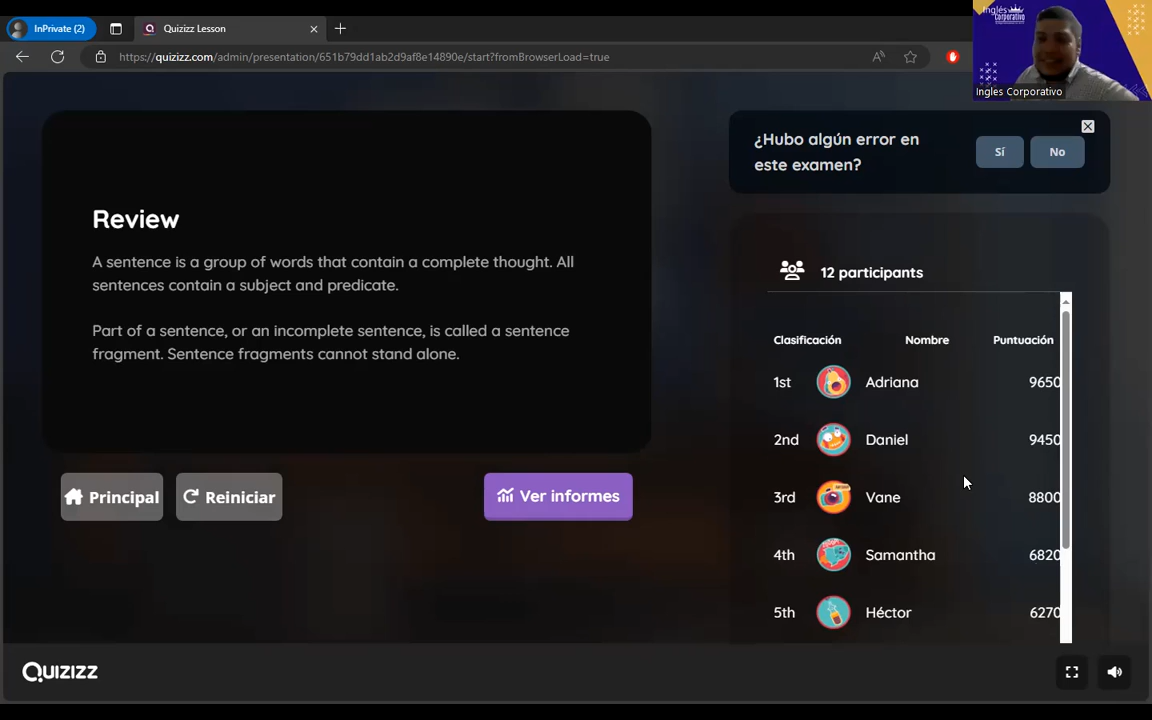 InPrivate (2)
Quizizz Lesson
https://quizizz.com/admin/presentation/651b79dd1ab2d9af8e14890e/start?fromBrowserLoad=true
Inglés
Corporativo
Ingles Corporativo
Review
A sentence is a group of words that contain a complete thought. All
sentences contain a subject and predicate.
Part of a sentence, or an incomplete sentence, is called a sentence
fragment. Sentence fragments cannot stand alone.
Principal
Reiniciar
Ver informes
¿Hubo algún error en
este examen?
Sí
No
12 participants
Clasificación Nombre Puntuación
1st Adriana 9650
2nd Daniel 9450
3rd Vane 8800
4th Samantha 6820
5th Héctor 6270
Quizizz